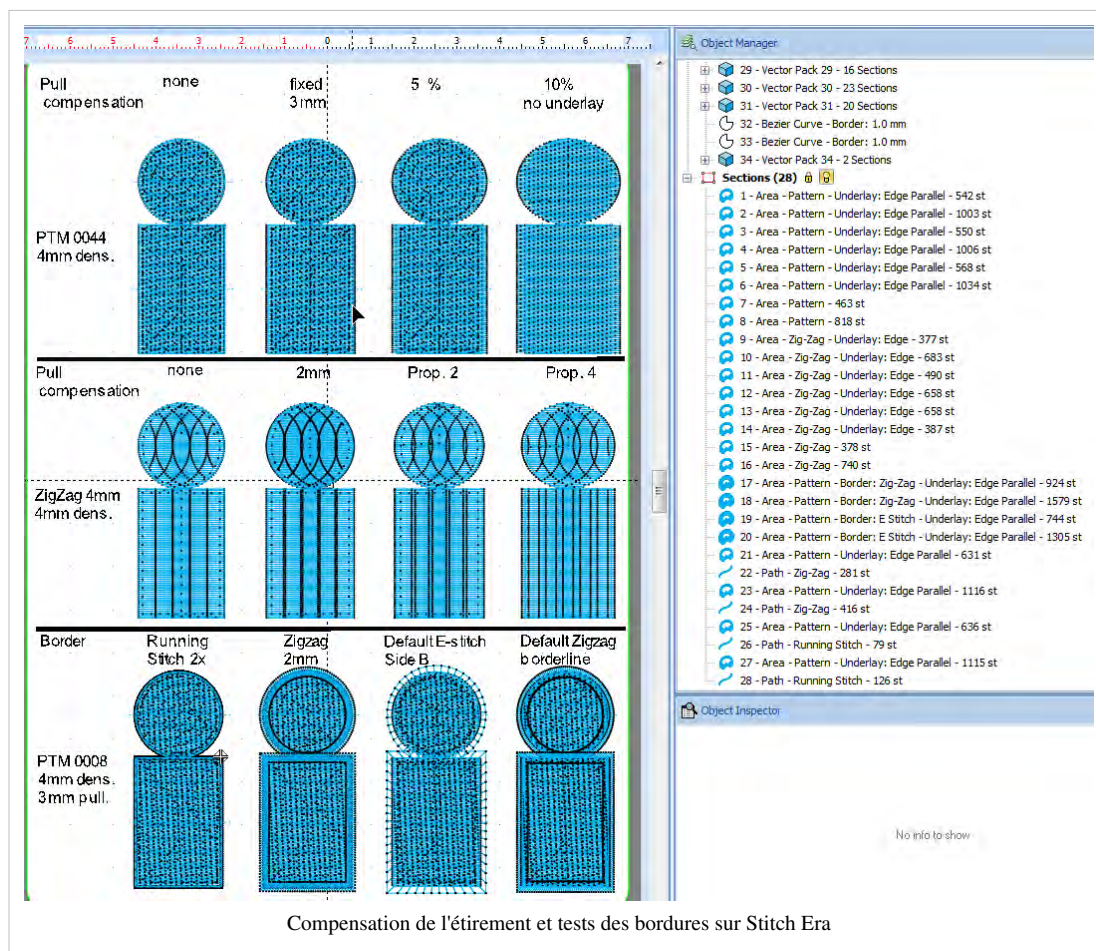 7 6 5 4 3 2 1 0 1 2 3 4 5 6 7
Pull compensation none fixed 3mm 5 % 10% no underlay
PTM 0044
4mm dens.
Pull compensation none 2mm Prop. 2 Prop. 4
ZigZag 4mm
4mm dens.
Border Running Stitch 2x Zigzag 2mm Default E-stitch Side B Default Zigzag borderline
PTM 0008
4mm dens.
3mm pull.
Object Manager
29 - Vector Pack 29 - 16 Sections
30 - Vector Pack 30 - 23 Sections
31 - Vector Pack 31 - 20 Sections
32 - Bezier Curve - Border: 1.0 mm
33 - Bezier Curve - Border: 1.0 mm
34 - Vector Pack 34 - 2 Sections
Sections (28)
1 - Area - Pattern - Underlay: Edge Parallel - 542 st
2 - Area - Pattern - Underlay: Edge Parallel - 1003 st
3 - Area - Pattern - Underlay: Edge Parallel - 550 st
4 - Area - Pattern - Underlay: Edge Parallel - 1006 st
5 - Area - Pattern - Underlay: Edge Parallel - 568 st
6 - Area - Pattern - Underlay: Edge Parallel - 1034 st
7 - Area - Pattern - 463 st
8 - Area - Pattern - 818 st
9 - Area - Zig-Zag - Underlay: Edge - 377 st
10 - Area - Zig-Zag - Underlay: Edge - 683 st
11 - Area - Zig-Zag - Underlay: Edge - 490 st
12 - Area - Zig-Zag - Underlay: Edge - 658 st
13 - Area - Zig-Zag - Underlay: Edge - 658 st
14 - Area - Zig-Zag - Underlay: Edge - 387 st
15 - Area - Zig-Zag - 378 st
16 - Area - Zig-Zag - 740 st
17 - Area - Pattern - Border: Zig-Zag - Underlay: Edge Parallel - 924 st
18 - Area - Pattern - Border: Zig-Zag - Underlay: Edge Parallel - 1579 st
19 - Area - Pattern - Border: E Stitch - Underlay: Edge Parallel - 744 st
20 - Area - Pattern - Border: E Stitch - Underlay: Edge Parallel - 1305 st
21 - Area - Pattern - Underlay: Edge Parallel - 631 st
22 - Path - Zig-Zag - 281 st
23 - Area - Pattern - Underlay: Edge Parallel - 1116 st
24 - Path - Zig-Zag - 416 st
25 - Area - Pattern - Underlay: Edge Parallel - 636 st
26 - Path - Running Stitch - 79 st
27 - Area - Pattern - Underlay: Edge Parallel - 1115 st
28 - Path - Running Stitch - 126 st
Object Inspector
No info to show
Compensation de l'étirement et tests des bordures sur Stitch Era